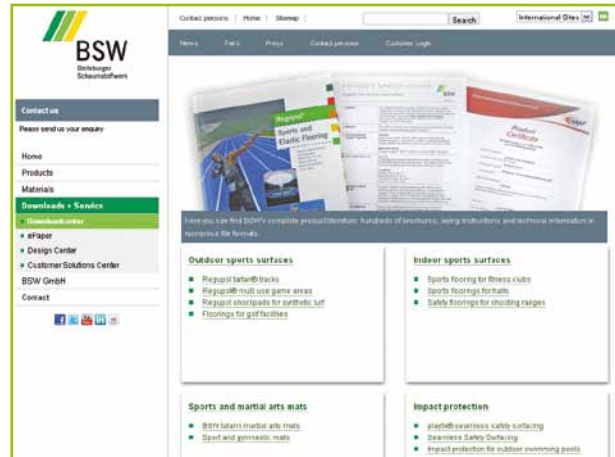 Contact persons | Home | Sitemap |
Search
International Sites
BSW
Berleburger
Schaumstoffwerk
News Fairs Press Contact persons Customer Login
Regupol
Sports and
Elastic Flooring
BSW
Product
Certificate
Contact us
Please send us your enquiry
Home
Products
Materials
Downloads + Service
Downloadcenter
ePaper
Design Center
Customer Solutions Center
BSW GmbH
Contact
Here you can find BSW's complete product literature: hundreds of brochures, laying instructions and technical information in
numerous file formats.
Outdoor sports surfaces
Regupol tartan® tracks
Regupol® multi use game areas
Regupol shockpads for synthetic turf
Floorings for golf facilities
Indoor sports surfaces
Sports flooring for fitness clubs
Sports floorings for halls
Safety floorings for shooting ranges
Sports and martial arts mats
BSW tatami martial arts mats
Sport and gymnastic mats
Impact protection
playfix® seamless safety surfacing
Seamless Safety Surfacing
Impact protection for outdoor swimming pools